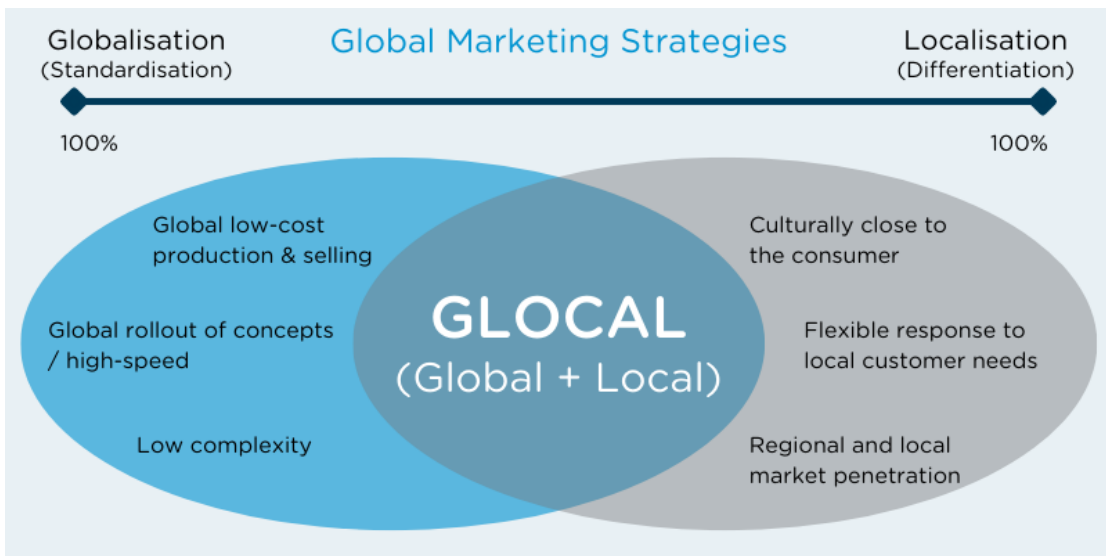 Global Marketing Strategies
Globalisation
(Standardisation)
Localisation
(Differentiation)
100%
100%
Global low-cost
production & selling
Global rollout of concepts
/ high-speed
Low complexity
GLOCAL
(Global + Local)
Culturally close to
the consumer
Flexible response to
local customer needs
Regional and local
market penetration